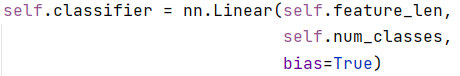 self.classifier = nn.Linear(self.feature_len,
self.num_classes,
bias=True)